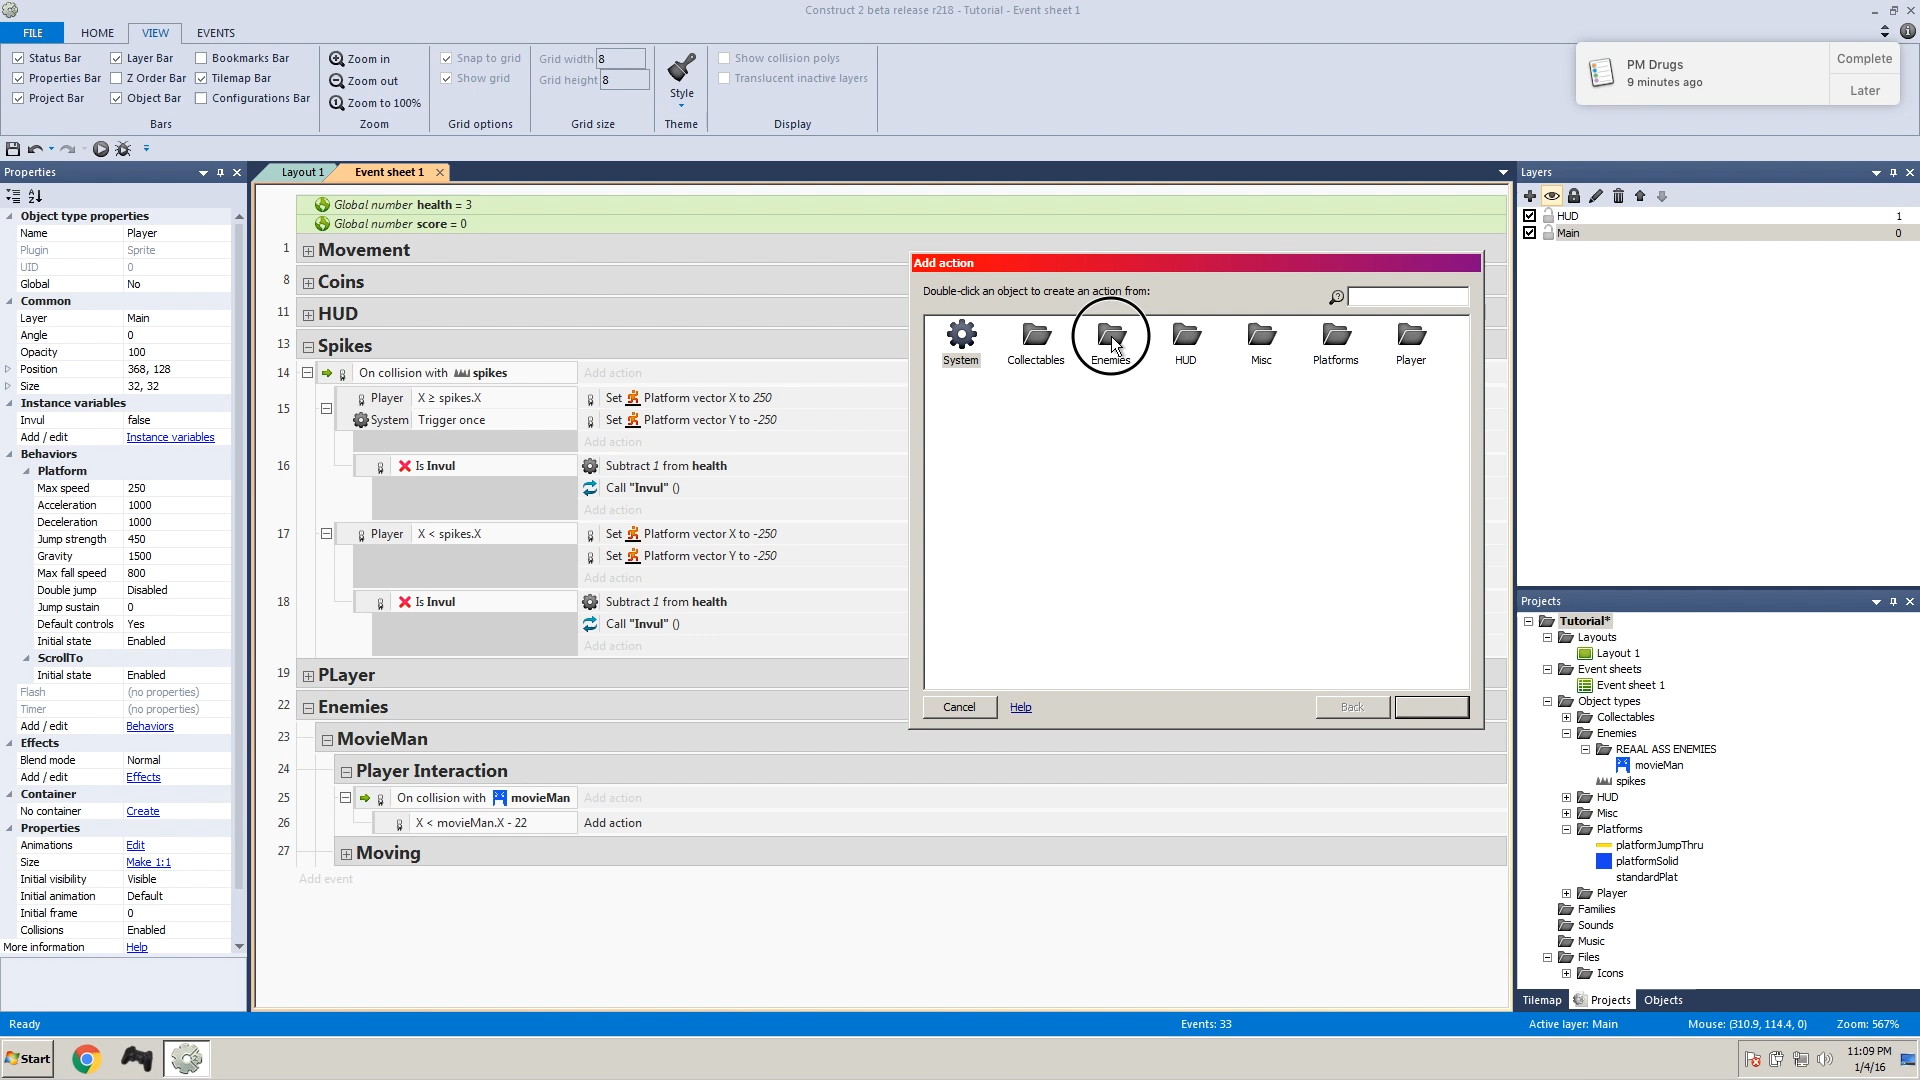 Construct 2 beta release r218 - Tutorial - Event sheet 1
FILE HOME VIEW EVENTS
Status Bar Layer Bar Bookmarks Bar
Properties Bar Z Order Bar Tilemap Bar
Project Bar Object Bar Configurations Bar
Bars
Zoom in
Zoom out
Zoom to 100%
Zoom
Snap to grid
Show grid
Grid options
Grid width 8
Grid height 8
Grid size
Style
Theme
Show collision polys
Translucent inactive layers
Display
PM Drugs
9 minutes ago
Complete
Later
Properties
Object type properties
Name Player
Plugin Sprite
UID 0
Global No
Common
Layer Main
Angle 0
Opacity 100
Position 368, 128
Size 32, 32
Instance variables
Invul false
Add / edit Instance variables
Behaviors
Platform
Max speed 250
Acceleration 1000
Deceleration 1000
Jump strength 450
Gravity 1500
Max fall speed 800
Double jump Disabled
Jump sustain 0
Default controls Yes
Initial state Enabled
ScrollTo
Initial state Enabled
Flash (no properties)
Timer (no properties)
Add / edit Behaviors
Effects
Blend mode Normal
Add / edit Effects
Container
No container Create
Properties
Animations Edit
Size Make 1:1
Initial visibility Visible
Initial animation Default
Initial frame 0
Collisions Enabled
More information Help
Layout 1 Event sheet 1
Global number health = 3
Global number score = 0
1 Movement
8 Coins
11 HUD
13 Spikes
14 On collision with spikes Add action
15 Player X ≥ spikes.X Set Platform vector X to 250
System Trigger once Set Platform vector Y to -250
Add action
16 Is Invul Subtract 1 from health
Call "Invul" ()
Add action
17 Player X < spikes.X Set Platform vector X to -250
Set Platform vector Y to -250
Add action
18 Is Invul Subtract 1 from health
Call "Invul" ()
Add action
19 PLayer
22 Enemies
23 MovieMan
24 Player Interaction
25 On collision with movieMan Add action
26 X < movieMan.X - 22 Add action
27 Moving
Add event
Add action
Double-click an object to create an action from:
System Collectables Enemies HUD Misc Platforms Player
Cancel Help Back
Layers
HUD 1
Main 0
Projects
Tutorial*
Layouts
Layout 1
Event sheets
Event sheet 1
Object types
Collectables
Enemies
REAAL ASS ENEMIES
movieMan
spikes
HUD
Misc
Platforms
platformJumpThru
platformSolid
standardPlat
Player
Families
Sounds
Music
Files
Icons
Tilemap Projects Objects
Ready Events: 33 Active layer: Main Mouse: (310.9, 114.4, 0) Zoom: 567%
Start
11:09 PM
1/4/16